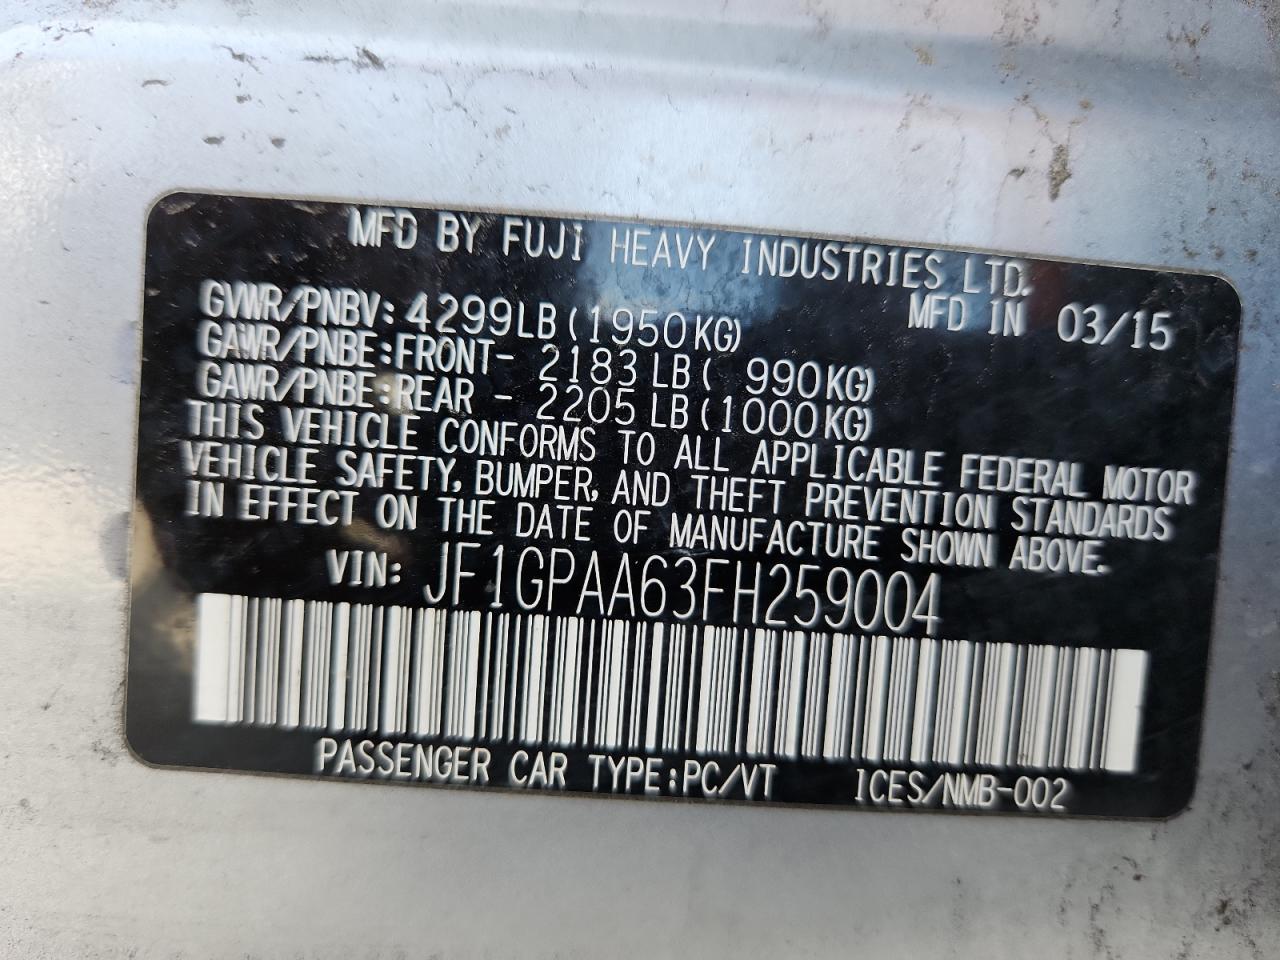 MFD BY FUJI HEAVY INDUSTRIES LTD.
MFD IN 03/15
GVWR/PNBV: 4299LB (1950KG)
GAWR/PNBE:FRONT- 2183 LB ( 990KG)
GAWR/PNBE:REAR - 2205 LB (1000KG)
THIS VEHICLE CONFORMS TO ALL APPLICABLE FEDERAL MOTOR
VEHICLE SAFETY, BUMPER, AND THEFT PREVENTION STANDARDS
IN EFFECT ON THE DATE OF MANUFACTURE SHOWN ABOVE.
VIN: JF1GPAA63FH259004
PASSENGER CAR TYPE:PC/VT ICES/NMB-002